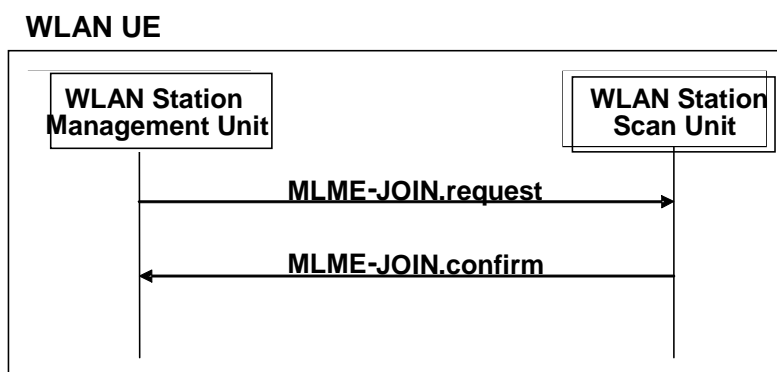 WLAN UE
WLAN Station
Management Unit
WLAN Station
Scan Unit
MLME-JOIN.request
MLME-JOIN.confirm